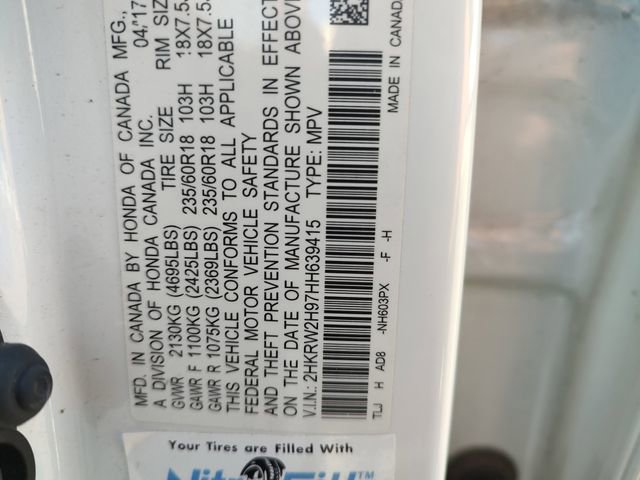 MFD. IN CANADA BY HONDA OF CANADA MFG.,
A DIVISION OF HONDA CANADA INC. 04/17
GVWR 2130KG (4695LBS) TIRE SIZE RIM SIZ
GAWR F 1100KG (2425LBS) 235/60R18 103H 18X7.5
GAWR R 1075KG (2369LBS) 235/60R18 103H 18X7.5
THIS VEHICLE CONFORMS TO ALL APPLICABLE
FEDERAL MOTOR VEHICLE SAFETY
AND THEFT PREVENTION STANDARDS IN EFFECT
ON THE DATE OF MANUFACTURE SHOWN ABOVE
V.I.N.: 2HKRW2H97HH639415 TYPE: MPV
TLJ H AD8 -NH603PX -F -H MADE IN CANADA
Your Tires are Filled With
Nitro Fill™